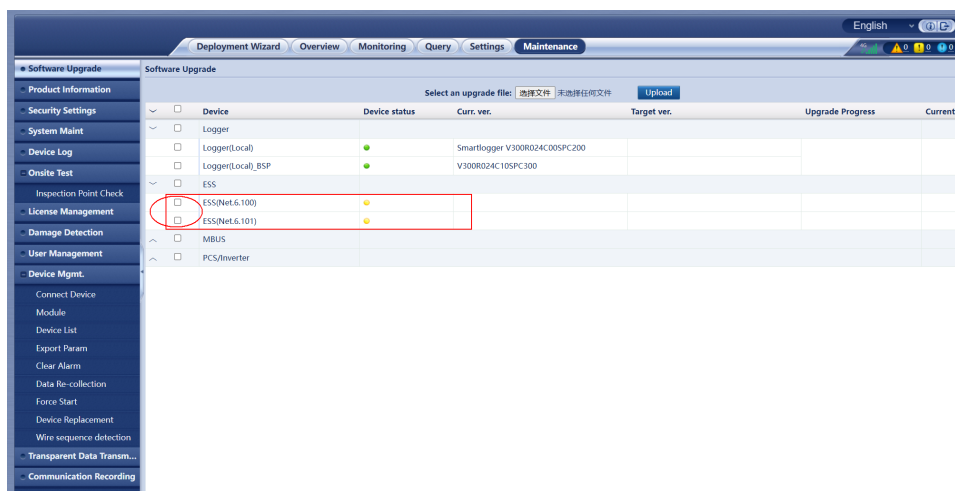 English
Deployment Wizard Overview Monitoring Query Settings Maintenance
4G 0 0 0
Software Upgrade
Product Information
Security Settings
System Maint
Device Log
Onsite Test
Inspection Point Check
License Management
Damage Detection
User Management
Device Mgmt.
Connect Device
Module
Device List
Export Param
Clear Alarm
Data Re-collection
Force Start
Device Replacement
Wire sequence detection
Transparent Data Transm...
Communication Recording
Software Upgrade
Select an upgrade file: 选择文件 未选择任何文件 Upload
Device Device status Curr. ver. Target ver. Upgrade Progress Current
Logger
Logger(Local) Smartlogger V300R024C00SPC200
Logger(Local)_BSP V300R024C10SPC300
ESS
ESS(Net.6.100)
ESS(Net.6.101)
MBUS
PCS/Inverter